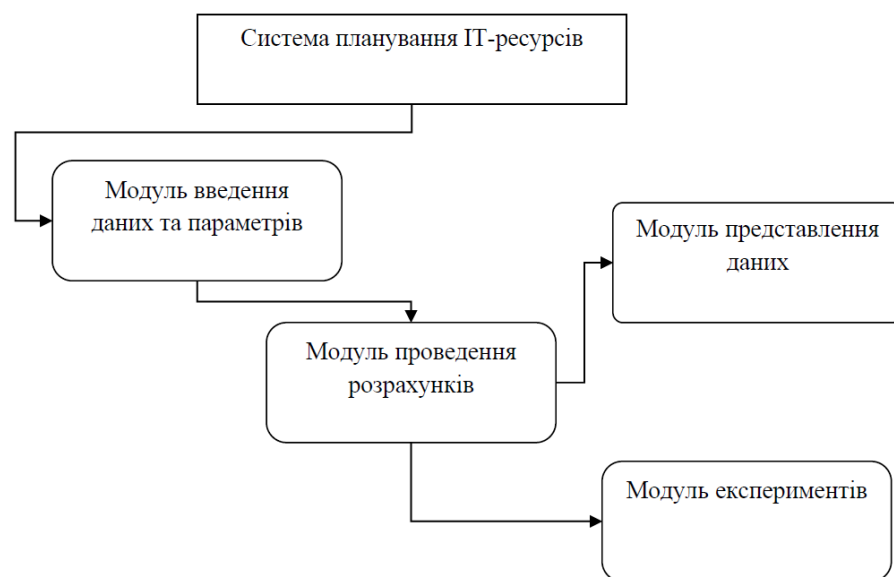 Система планування ІТ-ресурсів
Модуль введення
даних та параметрів
Модуль представлення
даних
Модуль проведення
розрахунків
Модуль експериментів